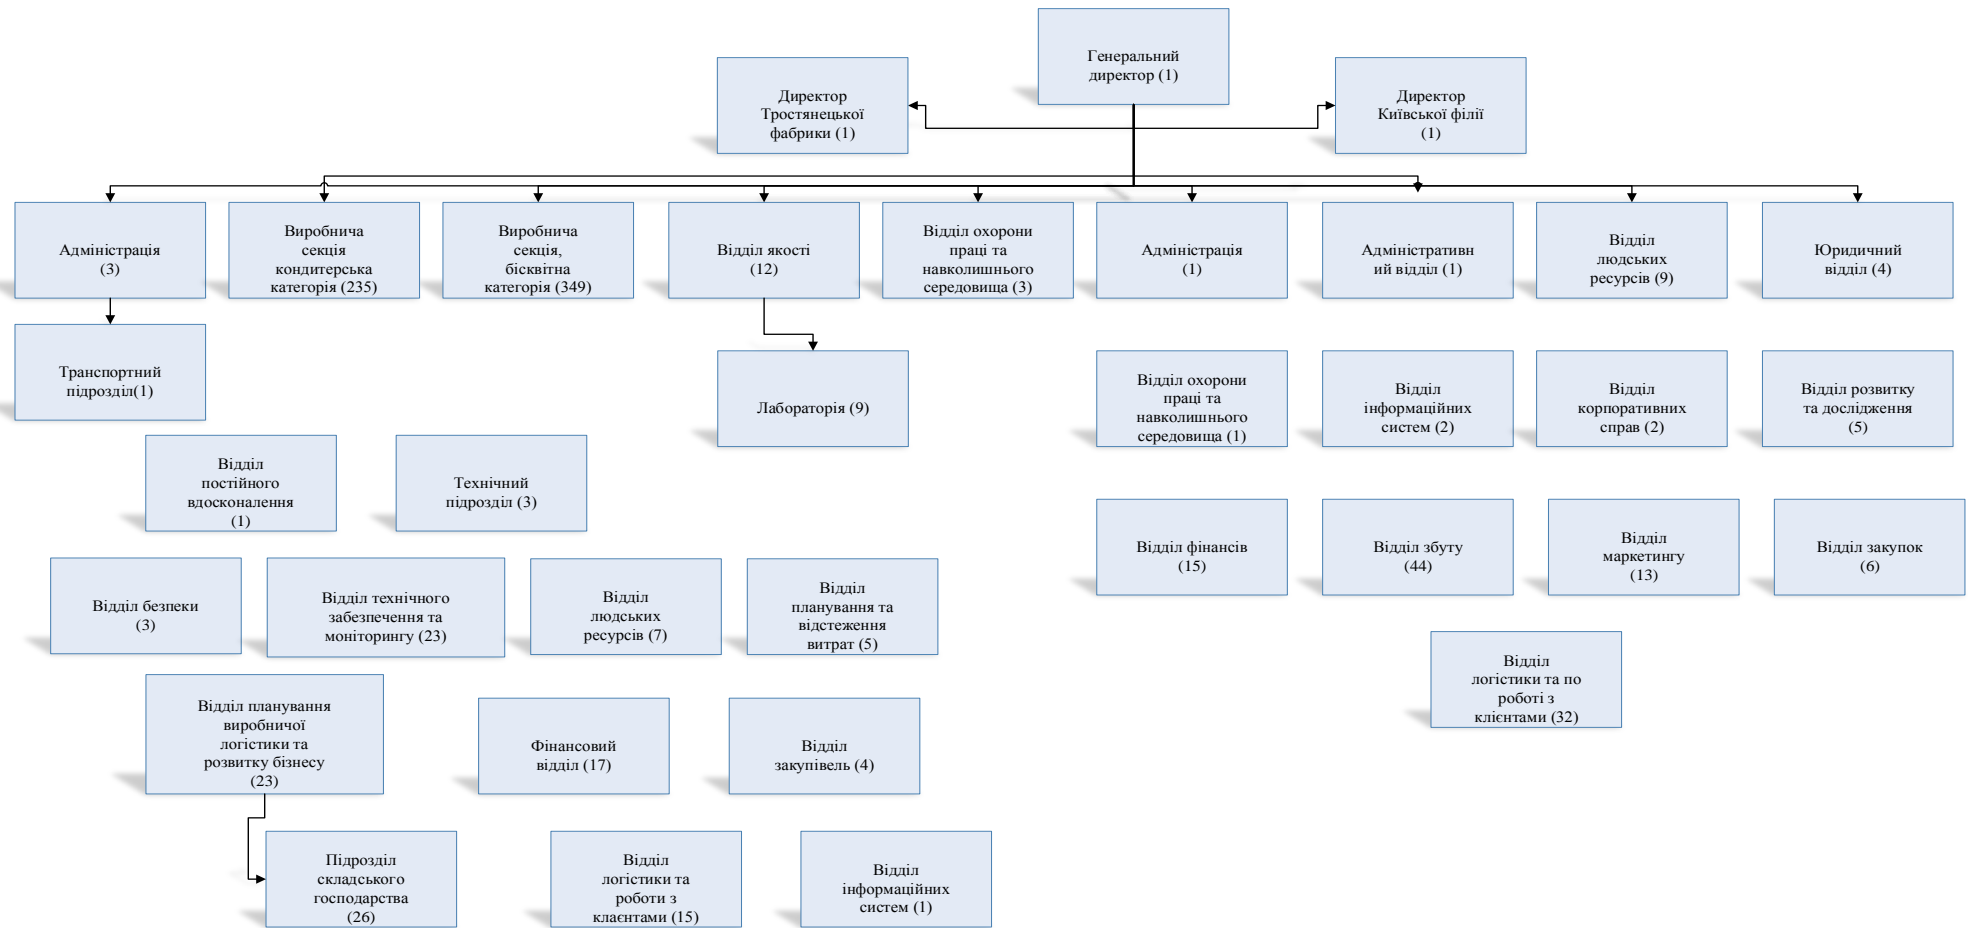 Генеральний
директор (1)
Директор
Тростянецької
фабрики (1)
Директор
Київської філії
(1)
Адміністрація
(3)
Виробнича
секція
кондитерська
категорія (235)
Виробнича
секція,
бісквітна
категорія (349)
Відділ якості
(12)
Відділ охорони
праці та
навколишнього
середовища (3)
Адміністрація
(1)
Адміністративн
ий відділ (1)
Відділ
людських
ресурсів (9)
Юридичний
відділ (4)
Транспортний
підрозділ(1)
Лабораторія (9)
Відділ охорони
праці та
навколишнього
середовища (1)
Відділ
інформаційних
систем (2)
Відділ
корпоративних
справ (2)
Відділ розвитку
та дослідження
(5)
Відділ
постійного
вдосконалення
(1)
Технічний
підрозділ (3)
Відділ фінансів
(15)
Відділ збуту
(44)
Відділ
маркетингу
(13)
Відділ закупок
(6)
Відділ безпеки
(3)
Відділ технічного
забезпечення та
моніторингу (23)
Відділ
людських
ресурсів (7)
Відділ
планування та
відстеження
витрат (5)
Відділ
логістики та по
роботі з
клієнтами (32)
Відділ планування
виробничої
логістики та
розвитку бізнесу
(23)
Фінансовий
відділ (17)
Відділ
закупівель (4)
Підрозділ
складського
господарства
(26)
Відділ
логістики та
роботи з
клаєнтами (15)
Відділ
інформаційних
систем (1)